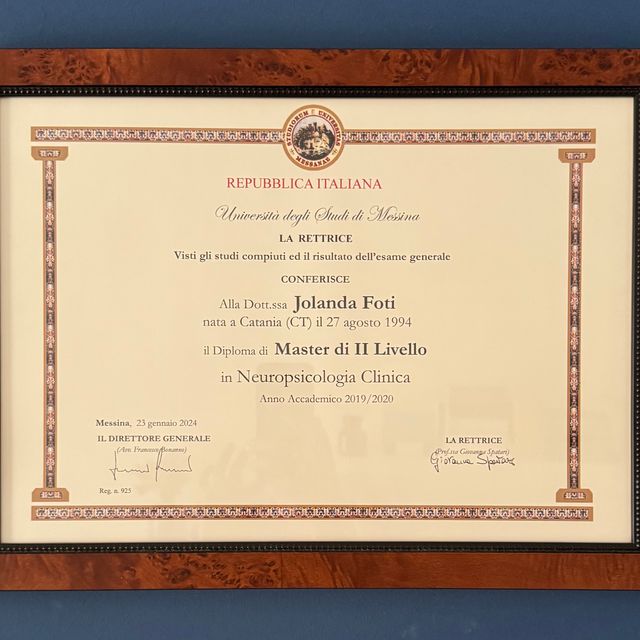 STUDIORUM UNIVERSITAS
MESSANAE
REPUBBLICA ITALIANA
Università degli Studi di Messina
LA RETTRICE
Visti gli studi compiuti ed il risultato dell'esame generale
CONFERISCE
Alla Dott.ssa Jolanda Foti
nata a Catania (CT) il 27 agosto 1994
il Diploma di Master di II Livello
in Neuropsicologia Clinica
Anno Accademico 2019/2020
Messina, 23 gennaio 2024
IL DIRETTORE GENERALE
(Avv. Francesco Bonanno)
LA RETTRICE
(Prof.ssa Giovanna Spatari)
Giovanna Spatari
Reg. n. 925